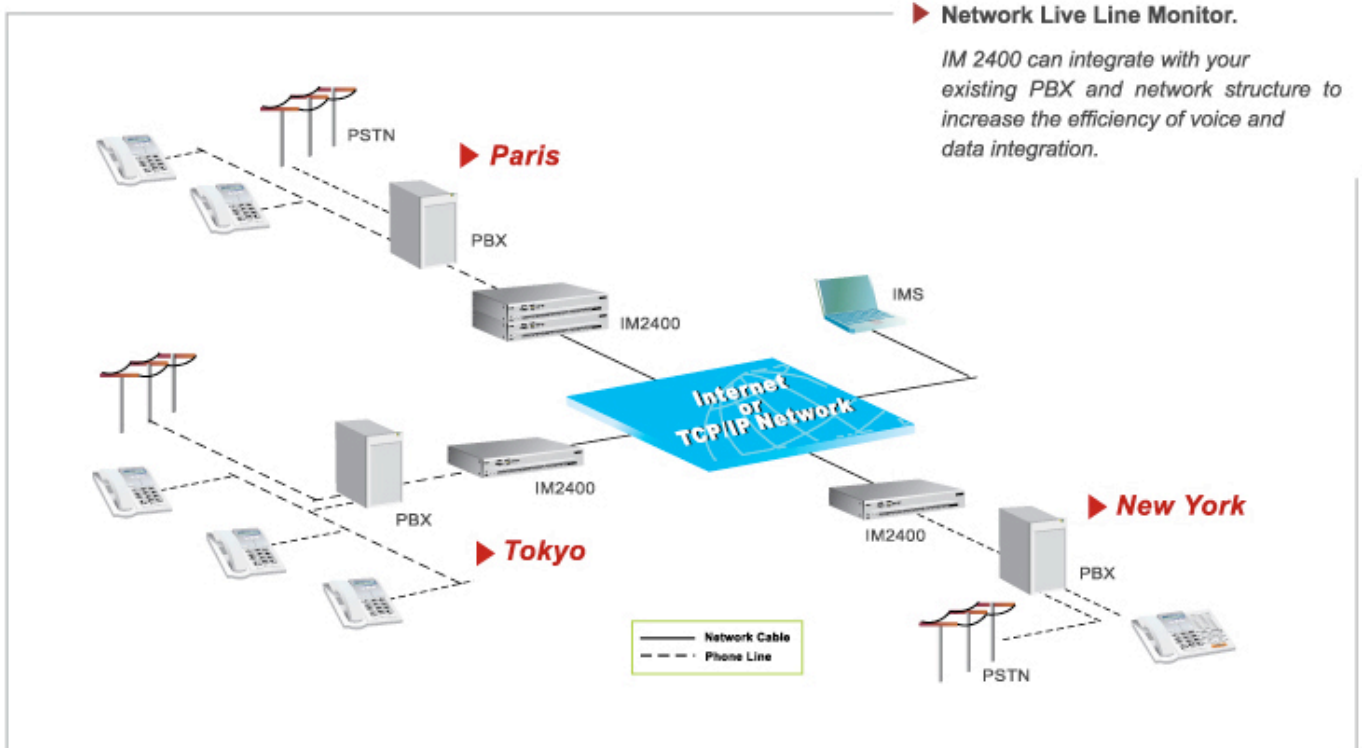 Network Live Line Monitor.
IM 2400 can integrate with your
existing PBX and network structure to
increase the efficiency of voice and
data integration.
PSTN
Paris
PBX
IM2400
IMS
Internet
or
TCP/IP Network
IM2400
PBX
Tokyo
IM2400
New York
PBX
PSTN
Network Cable
Phone Line